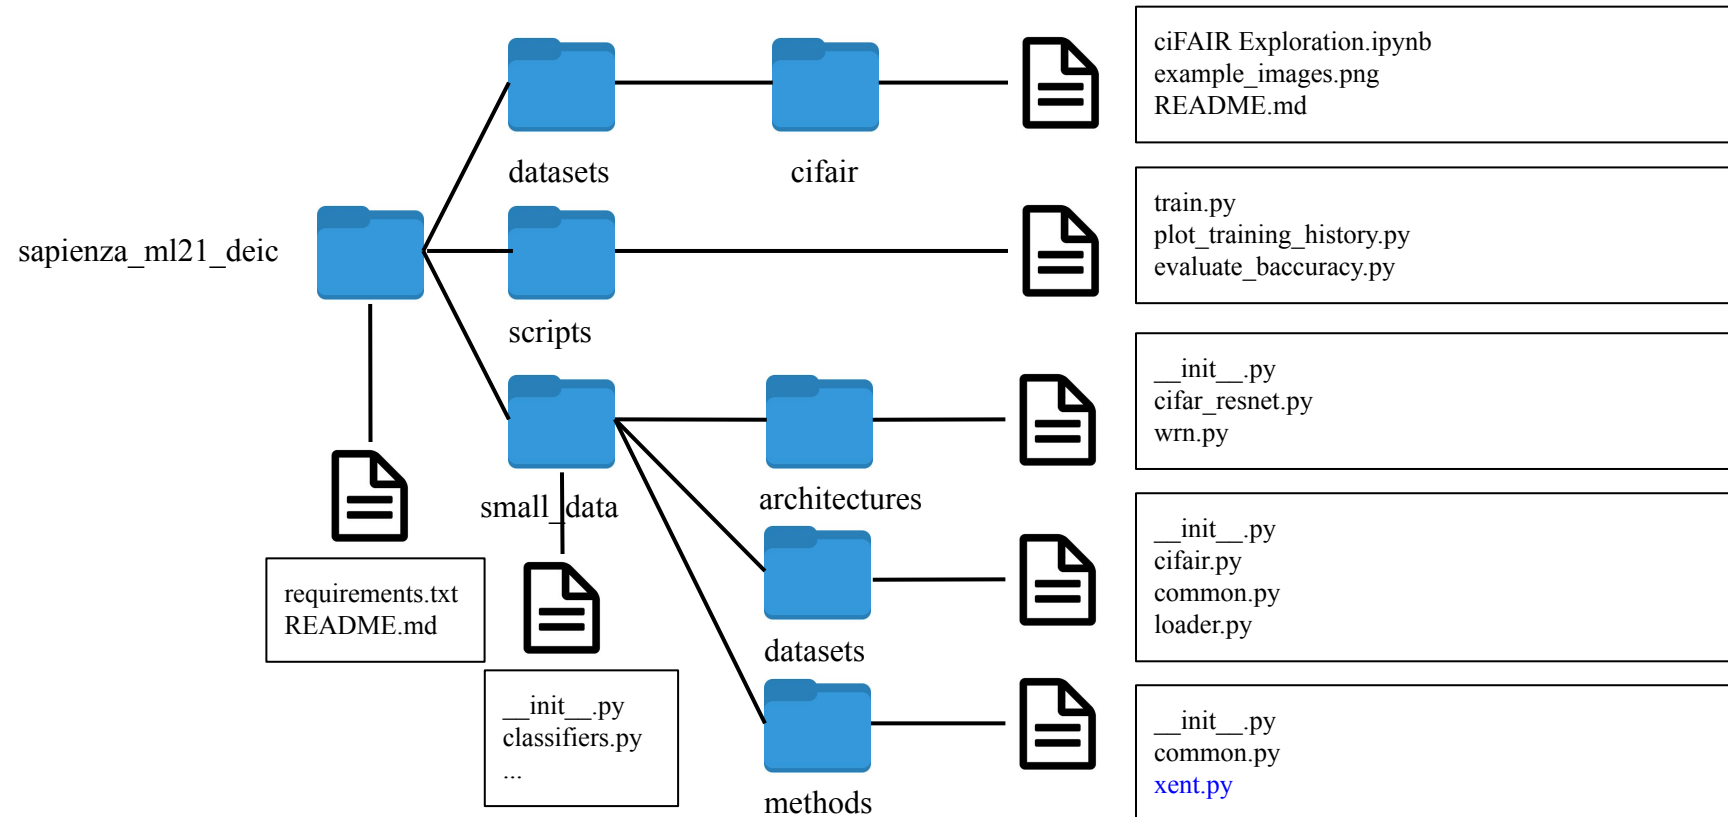 ciFAIR Exploration.ipynb
example_images.png
README.md
datasets
cifair
train.py
plot_training_history.py
evaluate_baccuracy.py
sapienza_ml21_deic
scripts
__init__.py
cifar_resnet.py
wrn.py
small_data
architectures
__init__.py
cifair.py
common.py
loader.py
requirements.txt
README.md
datasets
__init__.py
classifiers.py
...
__init__.py
common.py
xent.py
methods